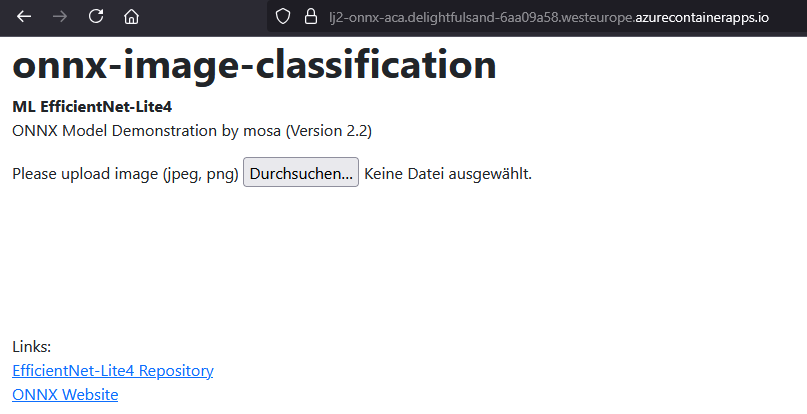 lj2-onnx-aca.delightfulsand-6aa09a58.westeurope.azurecontainerapps.io
onnx-image-classification
ML EfficientNet-Lite4
ONNX Model Demonstration by mosa (Version 2.2)
Please upload image (jpeg, png) Durchsuchen... Keine Datei ausgewählt.
Links:
EfficientNet-Lite4 Repository
ONNX Website